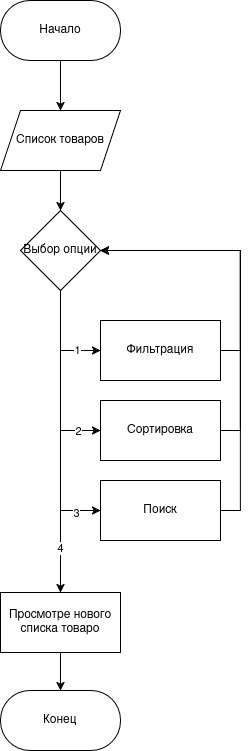 Начало
Список товаров
Выбор опции
1
Фильтрация
2
Сортировка
3
Поиск
4
Просмотре нового
списка товаро
Конец